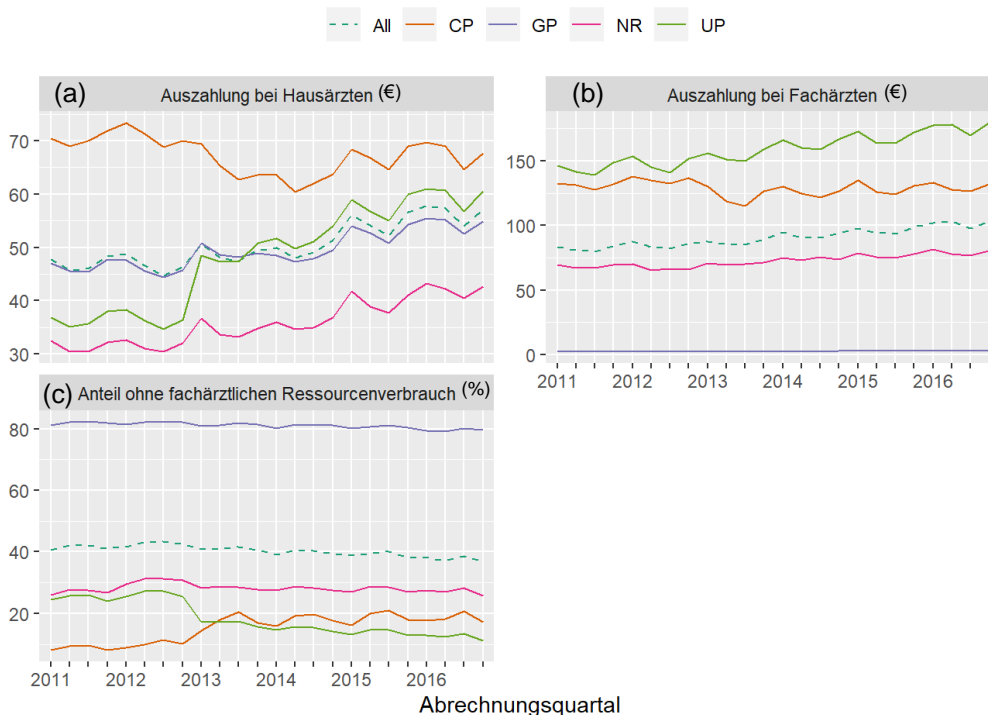 All CP GP NR UP
(a) Auszahlung bei Hausärzten (€)
70
60
50
40
30
(b) Auszahlung bei Fachärzten (€)
150
100
50
0
2011 2012 2013 2014 2015 2016
(c) Anteil ohne fachärztlichen Ressourcenverbrauch (%)
80
60
40
20
2011 2012 2013 2014 2015 2016
Abrechnungsquartal